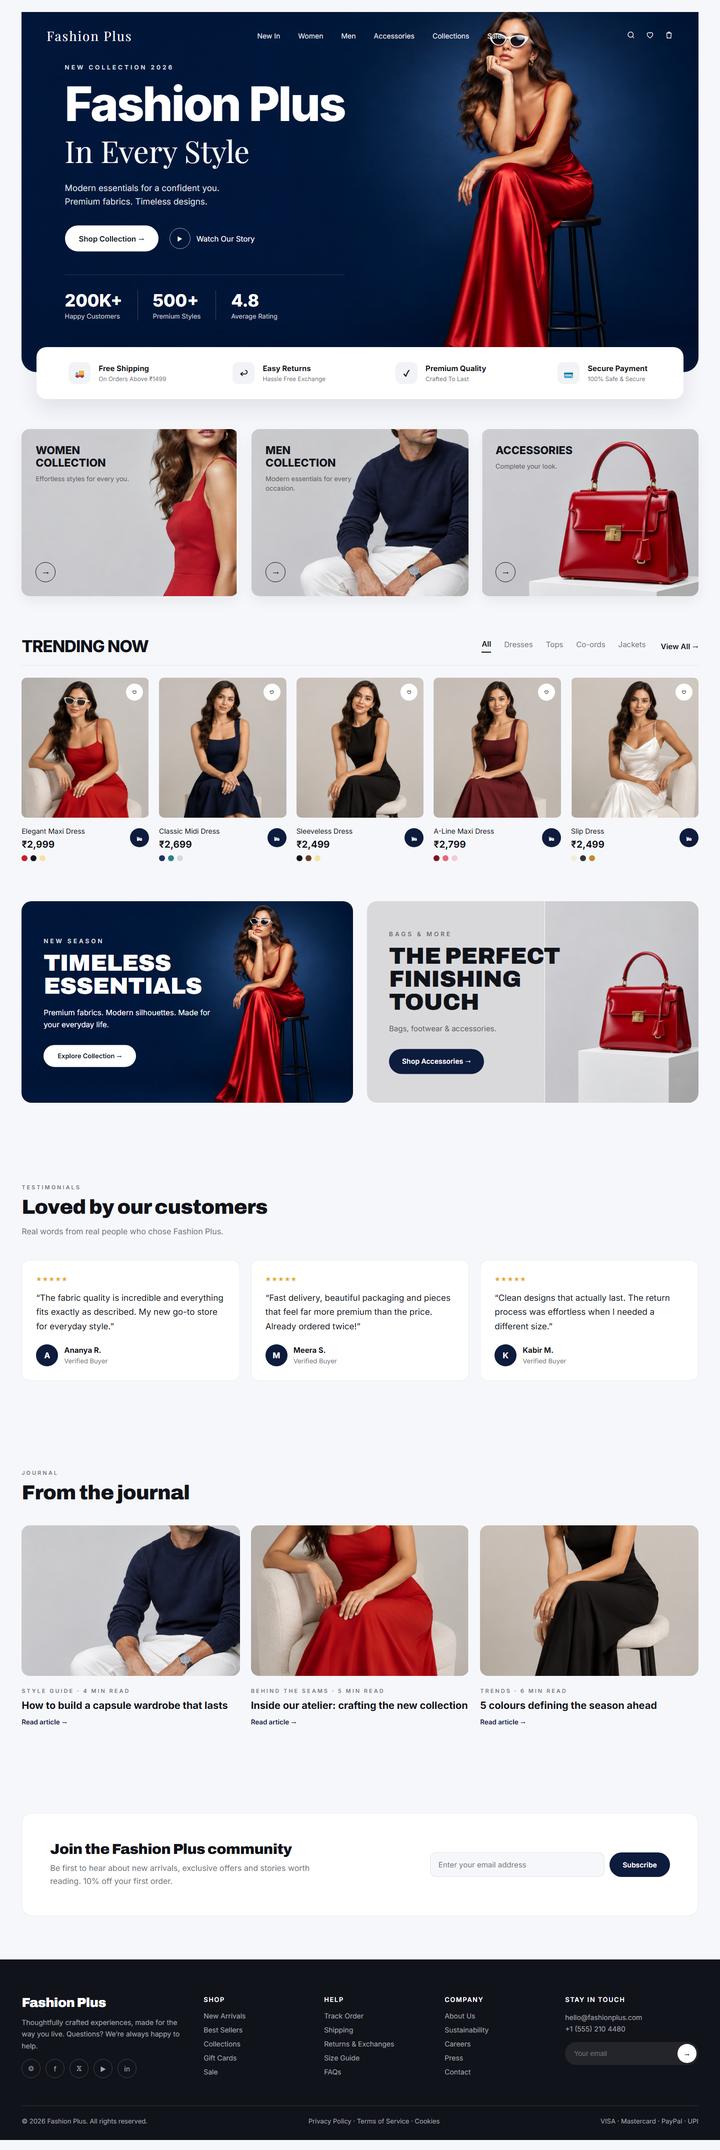 Fashion Plus
New In
Women
Men
Accessories
Collections
Sale
NEW COLLECTION 2026
Fashion Plus
In Every Style
Modern essentials for a confident you.
Premium fabrics. Timeless designs.
Shop Collection →
Watch Our Story
200K+
Happy Customers
500+
Premium Styles
4.8
Average Rating
Free Shipping
On Orders Above ₹1499
Easy Returns
Hassle Free Exchange
Premium Quality
Crafted To Last
Secure Payment
100% Safe & Secure
WOMEN
COLLECTION
Effortless styles for every you.
→
MEN
COLLECTION
Modern essentials for every
occasion.
→
ACCESSORIES
Complete your look.
→
TRENDING NOW
All
Dresses
Tops
Co-ords
Jackets
View All →
Elegant Maxi Dress
₹2,999
Classic Midi Dress
₹2,699
Sleeveless Dress
₹2,499
A-Line Maxi Dress
₹2,799
Slip Dress
₹2,499
NEW SEASON
TIMELESS
ESSENTIALS
Premium fabrics. Modern silhouettes. Made for
your everyday life.
Explore Collection →
BAGS & MORE
THE PERFECT
FINISHING
TOUCH
Bags, footwear & accessories.
Shop Accessories →
TESTIMONIALS
Loved by our customers
Real words from real people who chose Fashion Plus.
★★★★★
“The fabric quality is incredible and everything
fits exactly as described. My new go-to store
for everyday style.”
A
Ananya R.
Verified Buyer
★★★★★
“Fast delivery, beautiful packaging and pieces
that feel far more premium than the price.
Already ordered twice!”
M
Meera S.
Verified Buyer
★★★★★
“Clean designs that actually last. The return
process was effortless when I needed a
different size.”
K
Kabir M.
Verified Buyer
JOURNAL
From the journal
STYLE GUIDE · 4 MIN READ
How to build a capsule wardrobe that lasts
Read article →
BEHIND THE SEAMS · 5 MIN READ
Inside our atelier: crafting the new collection
Read article →
TRENDS · 6 MIN READ
5 colours defining the season ahead
Read article →
Join the Fashion Plus community
Be first to hear about new arrivals, exclusive offers and stories worth
reading. 10% off your first order.
Enter your email address
Subscribe
Fashion Plus
Thoughtfully crafted experiences, made for the
way you live. Questions? We're always happy to
help.
f
𝕏
in
SHOP
New Arrivals
Best Sellers
Collections
Gift Cards
Sale
HELP
Track Order
Shipping
Returns & Exchanges
Size Guide
FAQs
COMPANY
About Us
Sustainability
Careers
Press
Contact
STAY IN TOUCH
hello@fashionplus.com
+1 (555) 210 4480
Your email
→
© 2026 Fashion Plus. All rights reserved.
Privacy Policy · Terms of Service · Cookies
VISA · Mastercard · PayPal · UPI